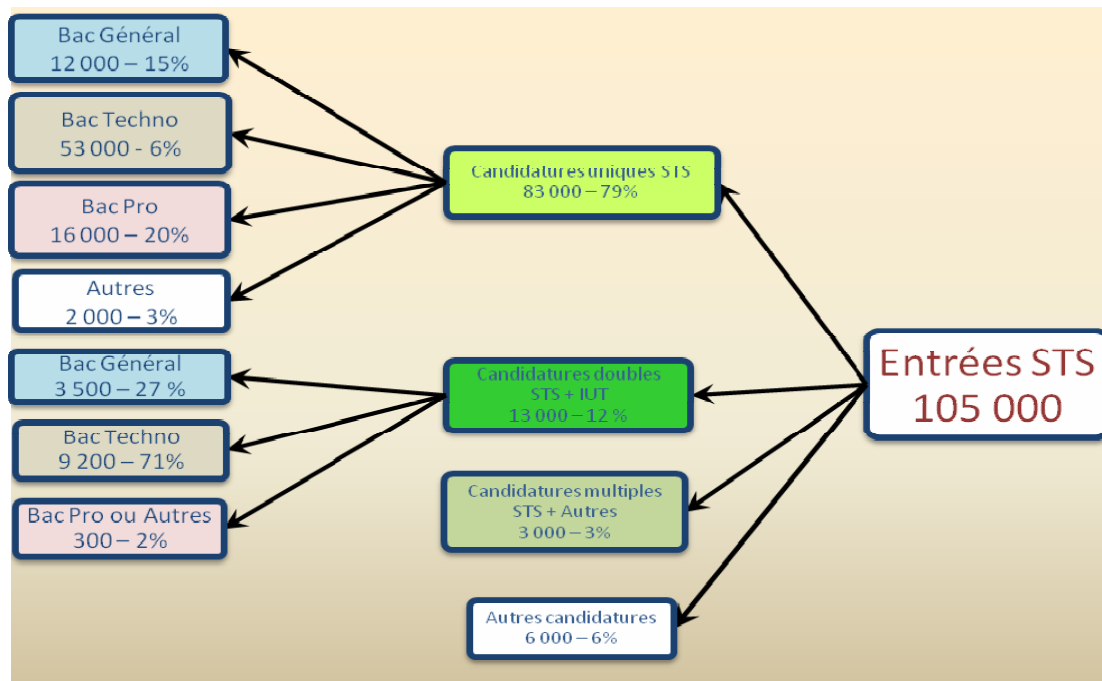 Bac Général
12 000 – 15%
Bac Techno
53 000 - 6%
Bac Pro
16 000 – 20%
Autres
2 000 – 3%
Bac Général
3 500 – 27 %
Bac Techno
9 200 – 71%
Bac Pro ou Autres
300 – 2%
Candidatures uniques STS
83 000 – 79%
Candidatures doubles
STS + IUT
13 000 – 12 %
Candidatures multiples
STS + Autres
3 000 – 3%
Autres candidatures
6 000 – 6%
Entrées STS
105 000